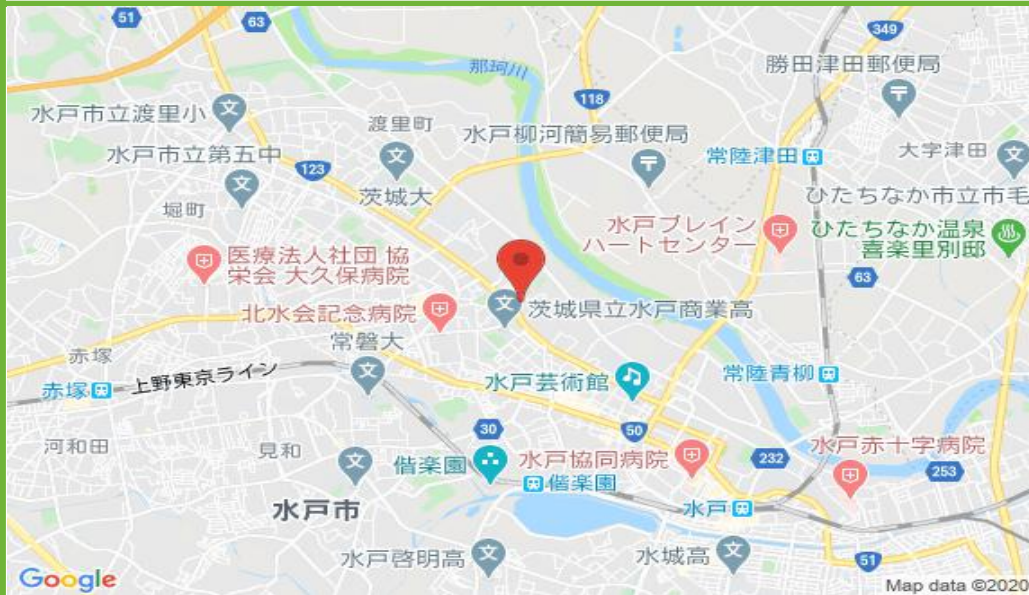 51
63
349
那珂川
勝田津田郵便局
118
水戸市立渡里小
渡里町
水戸柳河簡易郵便局
水戸市立第五中
123
常陸津田
大字津田
茨城大
堀町
ひたちなか市立市毛
水戸ブレイン
ハートセンター
ひたちなか温泉
喜楽里別邸
医療法人社団 協
栄会 大久保病院
63
北水会記念病院
茨城県立水戸商業高
常磐大
赤塚
赤塚
上野東京ライン
水戸芸術館
常陸青柳
河和田
見和
30
50
偕楽園
水戸協同病院
232
水戸赤十字病院
253
偕楽園
水戸市
水戸
水戸啓明高
水城高
51
Google
Map data ©2020